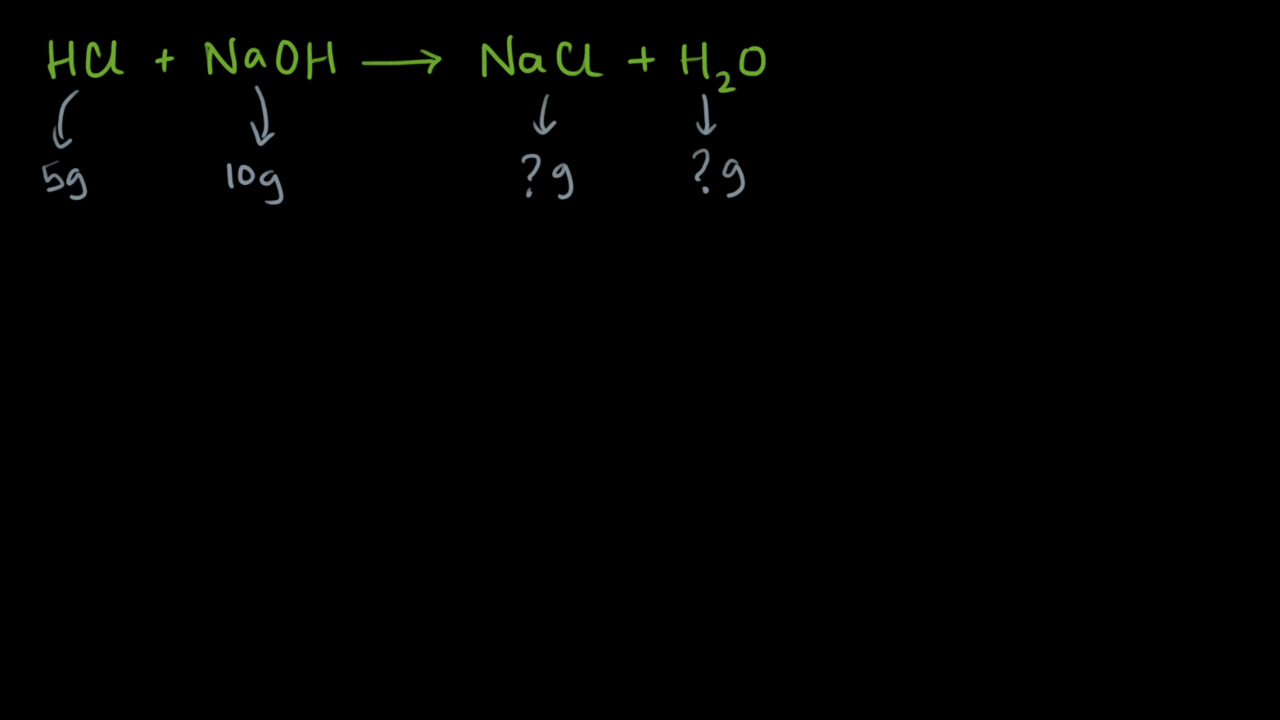 HCl + NaOH → NaCl + H₂O
5g 10g ?g ?g